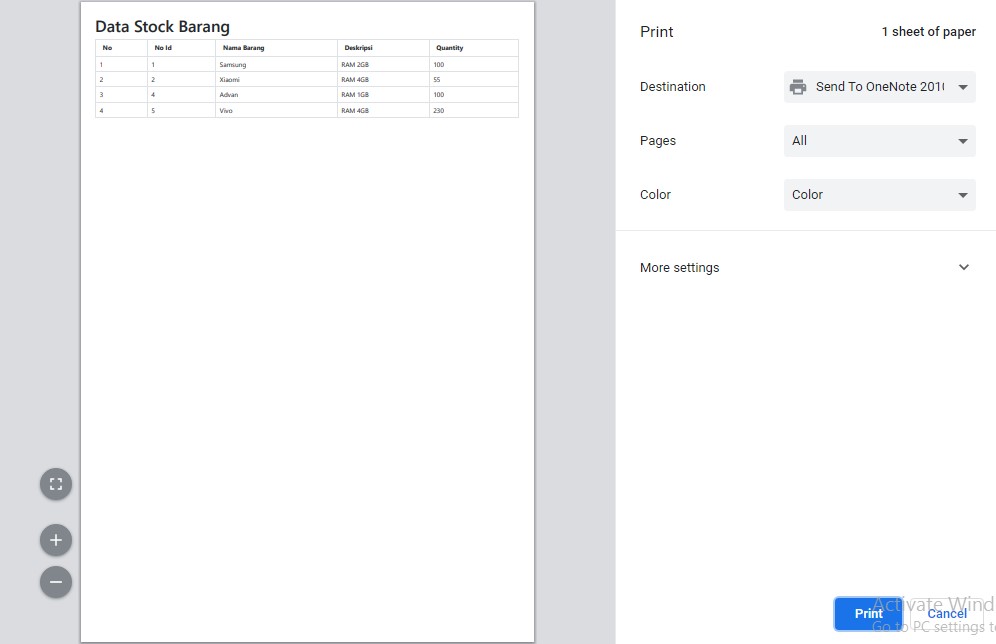 Data Stock Barang
No No Id Nama Barang Deskripsi Quantity
1 1 Samsung RAM 2GB 100
2 2 Xiaomi RAM 4GB 55
3 4 Advan RAM 1GB 100
4 5 Vivo RAM 4GB 230
Print 1 sheet of paper
Destination Send To OneNote 201
Pages All
Color Color
More settings
Activate Wind
Print Cancel
Go to PC settings t